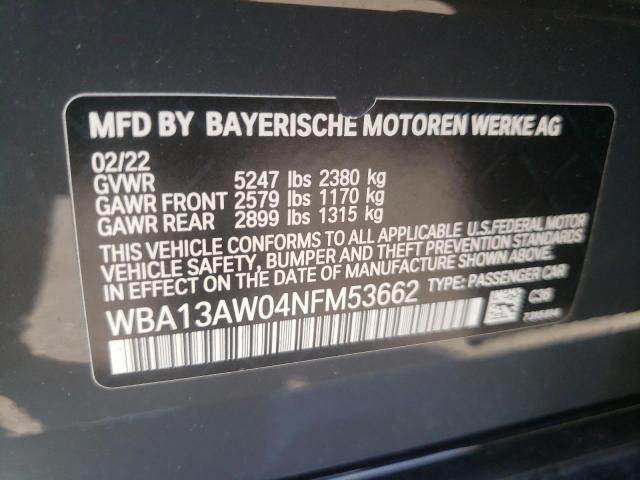 MFD BY BAYERISCHE MOTOREN WERKE AG
02/22
GVWR 5247 lbs 2380 kg
GAWR FRONT 2579 lbs 1170 kg
GAWR REAR 2899 lbs 1315 kg
THIS VEHICLE CONFORMS TO ALL APPLICABLE U.S. FEDERAL MOTOR
VEHICLE SAFETY, BUMPER AND THEFT PREVENTION STANDARDS
IN EFFECT ON THE DATE OF MANUFACTURE SHOWN ABOVE.
WBA13AW04NFM53662 TYPE: PASSENGER CAR
C36